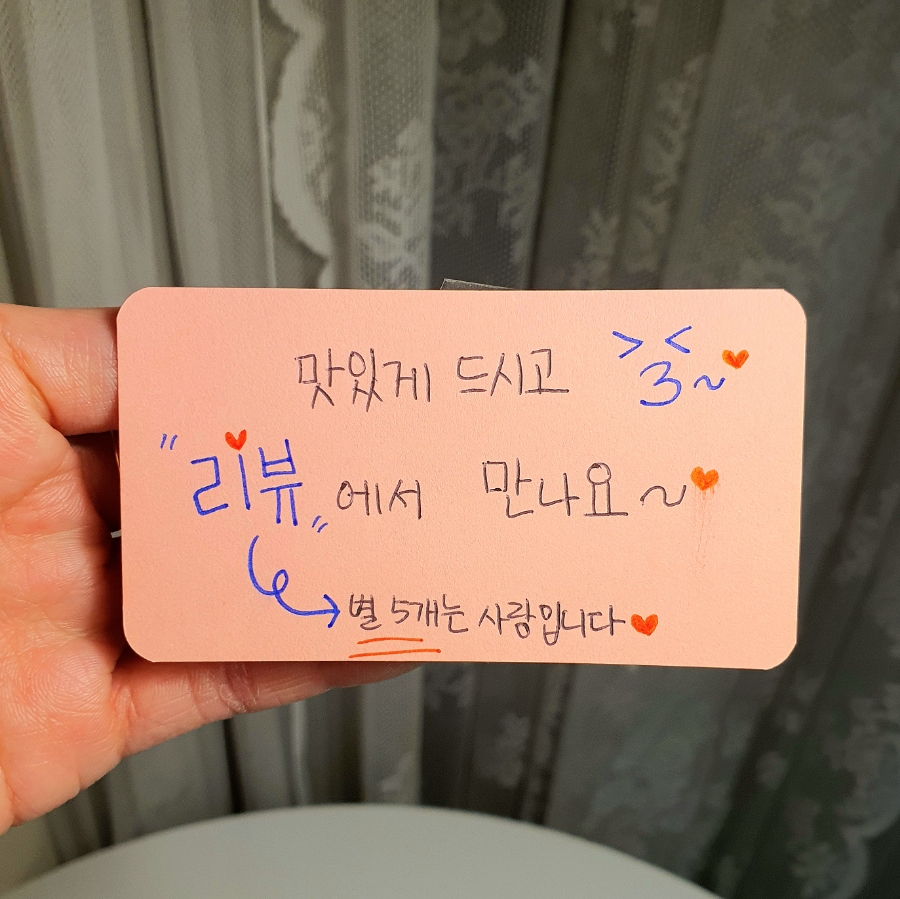 맛있게 드시고 > < 3~♥
"리뷰" 에서 만나요~♥
별 5개는 사랑입니다♥